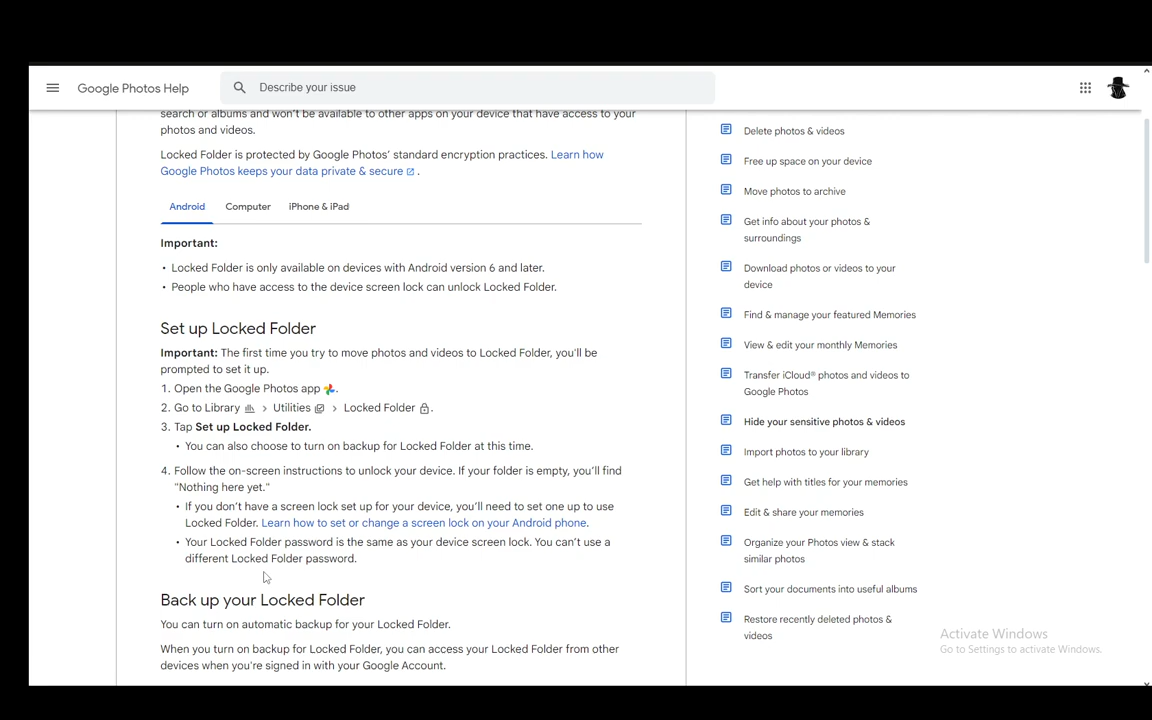 Google Photos Help
Describe your issue
search or albums and won't be available to other apps on your device that have access to your
photos and videos.
Locked Folder is protected by Google Photos' standard encryption practices. Learn how
Google Photos keeps your data private & secure .
Android Computer iPhone & iPad
Important:
• Locked Folder is only available on devices with Android version 6 and later.
• People who have access to the device screen lock can unlock Locked Folder.
Set up Locked Folder
Important: The first time you try to move photos and videos to Locked Folder, you'll be
prompted to set it up.
1. Open the Google Photos app .
2. Go to Library > Utilities > Locked Folder .
3. Tap Set up Locked Folder.
• You can also choose to turn on backup for Locked Folder at this time.
4. Follow the on-screen instructions to unlock your device. If your folder is empty, you'll find
"Nothing here yet."
• If you don't have a screen lock set up for your device, you'll need to set one up to use
Locked Folder. Learn how to set or change a screen lock on your Android phone.
• Your Locked Folder password is the same as your device screen lock. You can't use a
different Locked Folder password.
Back up your Locked Folder
You can turn on automatic backup for your Locked Folder.
When you turn on backup for Locked Folder, you can access your Locked Folder from other
devices when you're signed in with your Google Account.
Delete photos & videos
Free up space on your device
Move photos to archive
Get info about your photos &
surroundings
Download photos or videos to your
device
Find & manage your featured Memories
View & edit your monthly Memories
Transfer iCloud® photos and videos to
Google Photos
Hide your sensitive photos & videos
Import photos to your library
Get help with titles for your memories
Edit & share your memories
Organize your Photos view & stack
similar photos
Sort your documents into useful albums
Restore recently deleted photos &
videos
Activate Windows
Go to Settings to activate Windows.